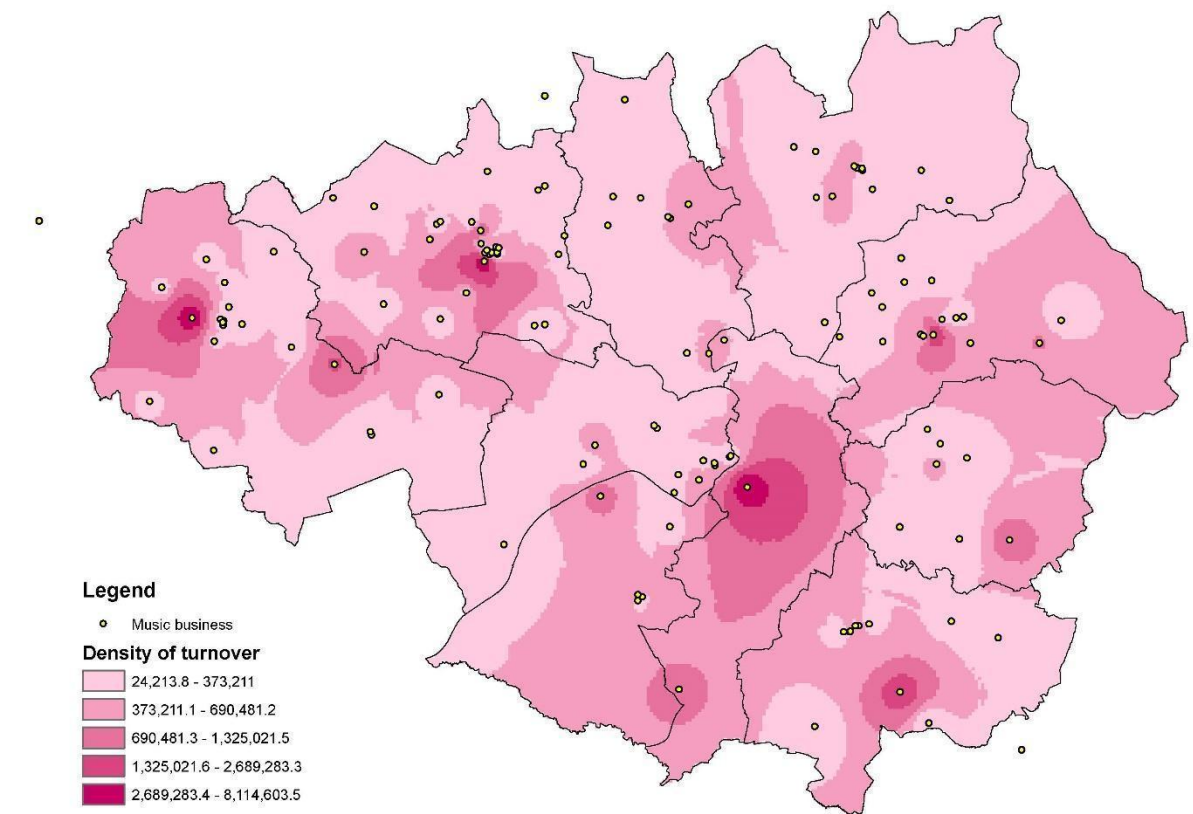 Legend
Music business
Density of turnover
24,213.8 - 373,211
373,211.1 - 690,481.2
690,481.3 - 1,325,021.5
1,325,021.6 - 2,689,283.3
2,689,283.4 - 8,114,603.5